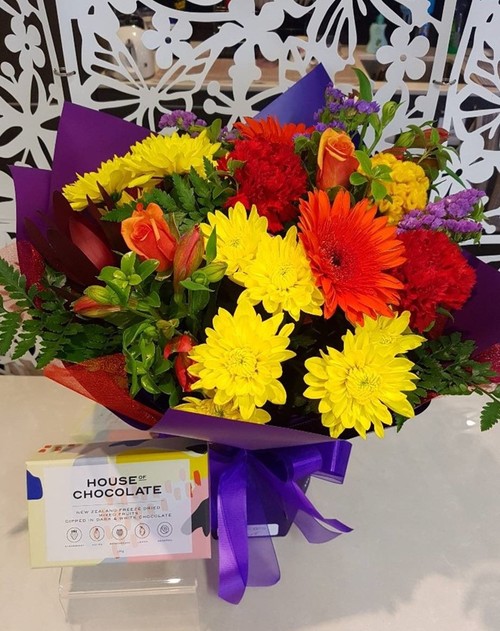 HOUSE OF
CHOCOLATE
NEW ZEALAND FREEZE DRIED
MIXED FRUITS
DIPPED IN DARK & WHITE CHOCOLATE